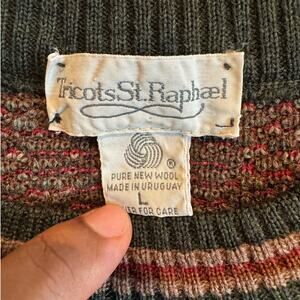 Tricots St. Raphael
®
PURE NEW WOOL
MADE IN URUGUAY
L
FOR CARE